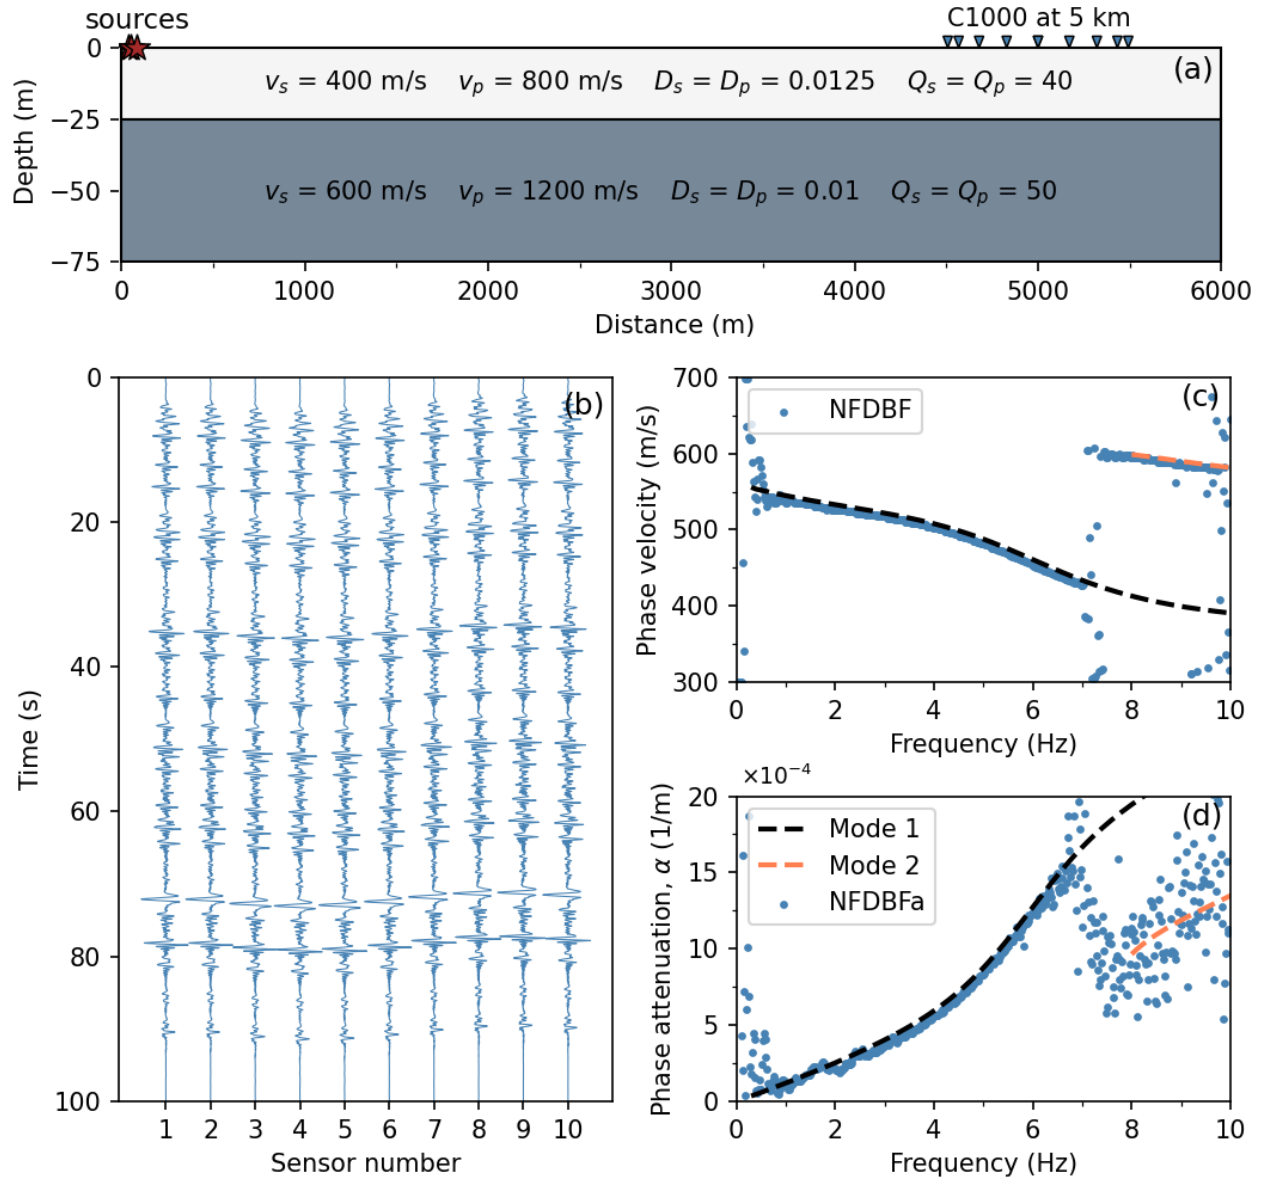 sources
C1000 at 5 km
0
−25
−50
−75
Depth (m)
(a)
vₛ = 400 m/s vₚ = 800 m/s Dₛ = Dₚ = 0.0125 Qₛ = Qₚ = 40
vₛ = 600 m/s vₚ = 1200 m/s Dₛ = Dₚ = 0.01 Qₛ = Qₚ = 50
0 1000 2000 3000 4000 5000 6000
Distance (m)
(b)
0
20
40
60
80
100
Time (s)
1 2 3 4 5 6 7 8 9 10
Sensor number
(c)
NFDBF
700
600
500
400
300
Phase velocity (m/s)
0 2 4 6 8 10
Frequency (Hz)
×10⁻⁴
(d)
Mode 1
Mode 2
NFDBFa
20
15
10
5
0
Phase attenuation, α (1/m)
0 2 4 6 8 10
Frequency (Hz)